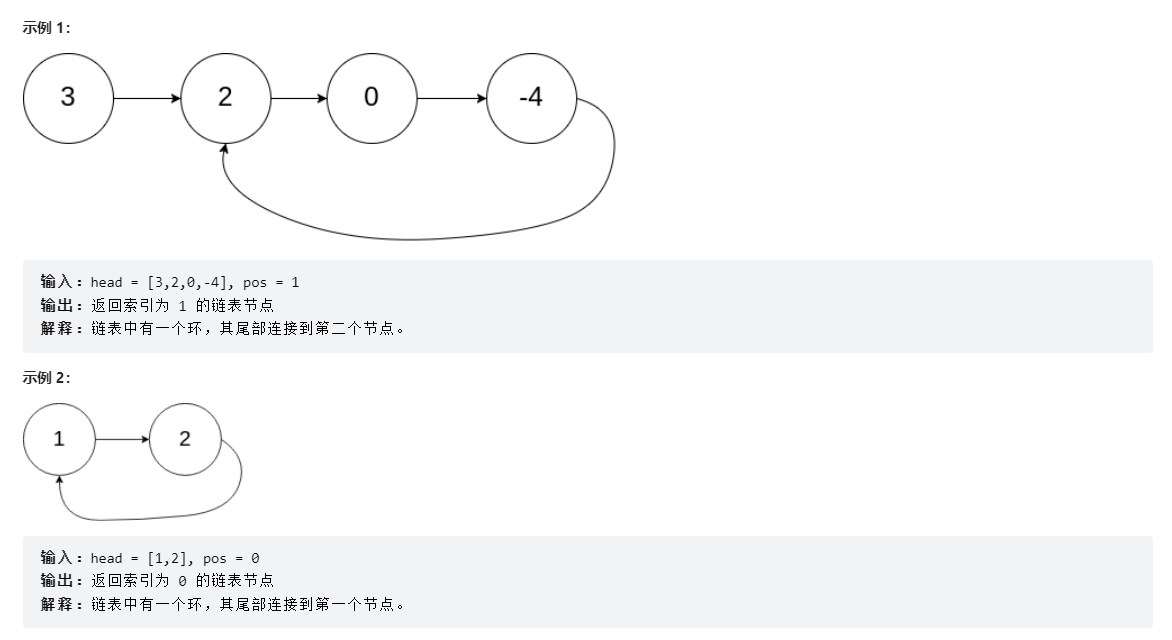 示例 1：
3 2 0 -4
输入：head = [3,2,0,-4], pos = 1
输出：返回索引为 1 的链表节点
解释：链表中有一个环，其尾部连接到第二个节点。
示例 2：
1 2
输入：head = [1,2], pos = 0
输出：返回索引为 0 的链表节点
解释：链表中有一个环，其尾部连接到第一个节点。